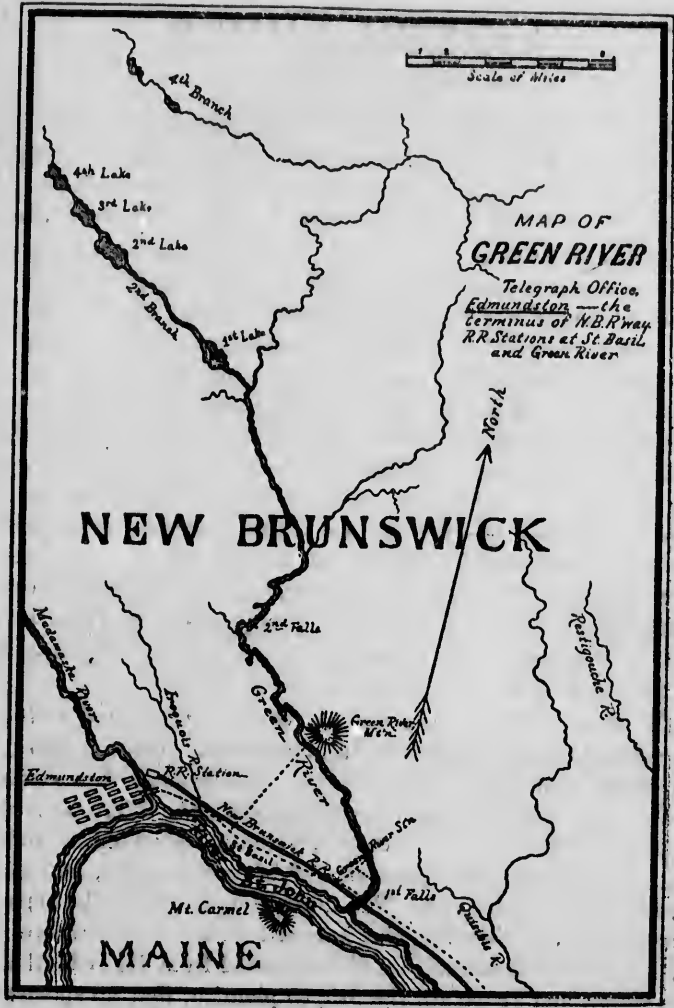 Scale of Miles
4th Branch
4th Lake
3rd Lake
2nd Lake
2nd Branch
1st Lake
MAP OF
GREEN RIVER
Telegraph Office,
Edmundston — the
terminus of N.B.R'way.
R.R Stations at St. Basil
and Green River
North
NEW BRUNSWICK
2nd Falls
Restigouche R.
Madawaska River
Iroquois R.
Green River
Green River
Mtn.
R.R. Station
Edmundston
New Brunswick R.R.
St Basil
Green River Stn
1st Falls
St. John
Mt. Carmel
Quisibis R.
MAINE